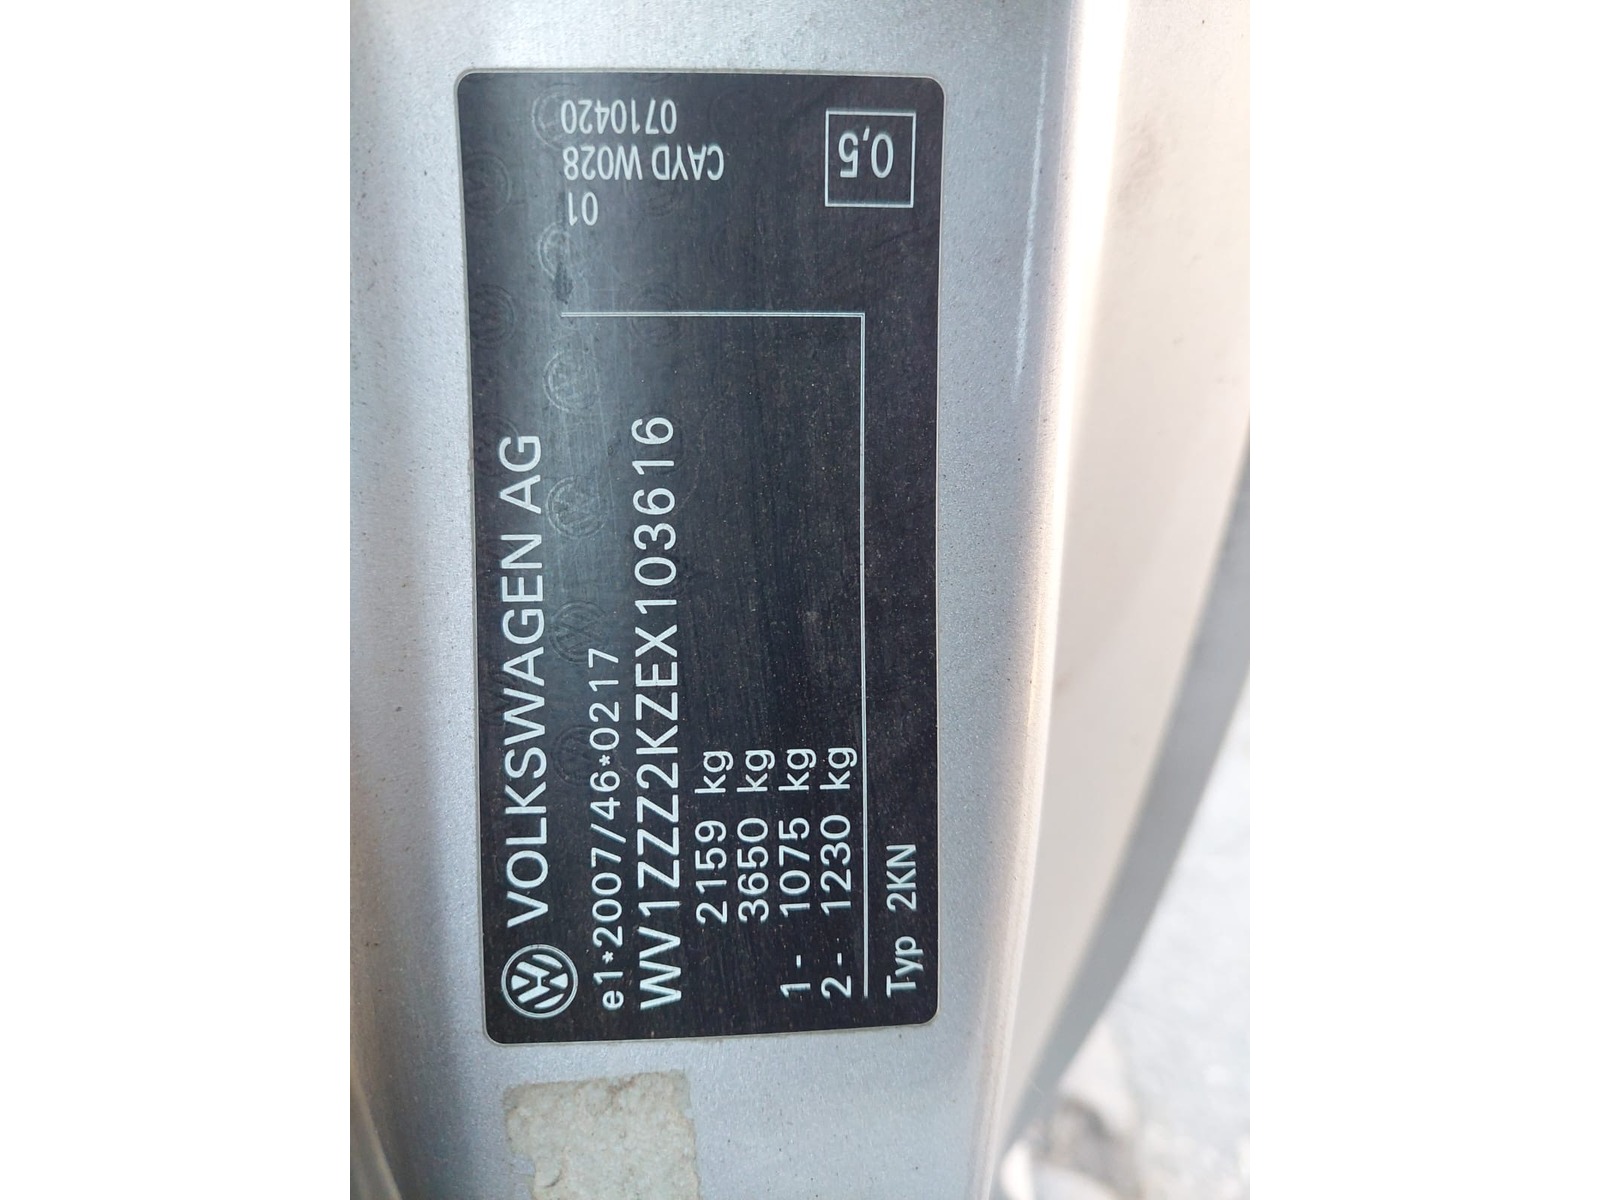 VOLKSWAGEN AG
e1*2007/46*0217
WV1ZZZ2KZEX103616
2159 kg
3650 kg
1- 1075 kg
2- 1230 kg
Typ 2KN
0710420
CAYD W028
01
0,5